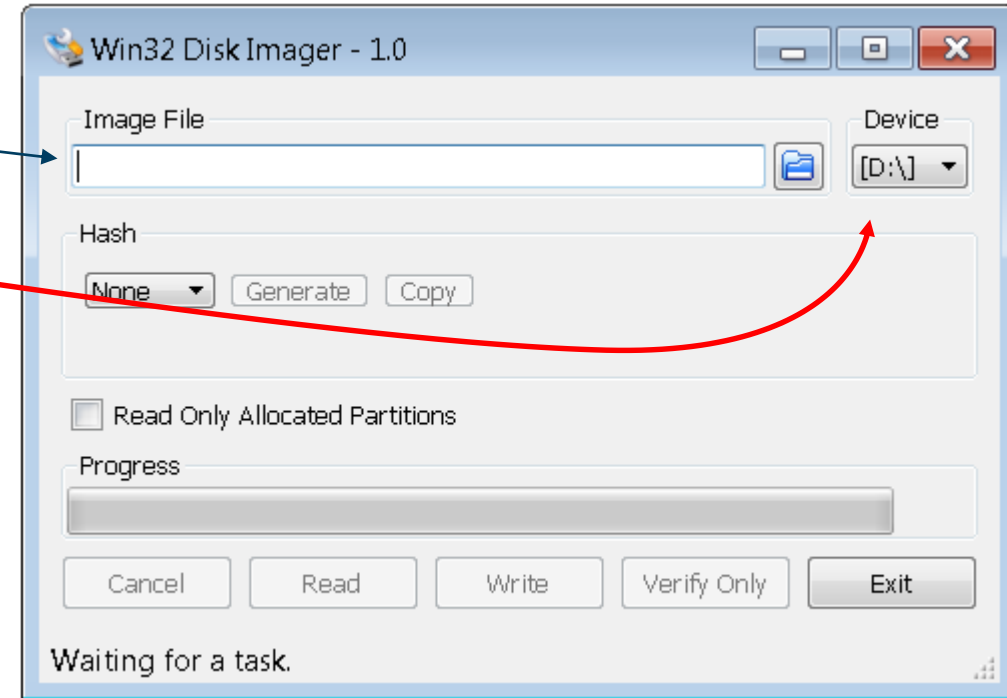 Win32 Disk Imager - 1.0
Image File Device
[D:\]
Hash
None Generate Copy
Read Only Allocated Partitions
Progress
Cancel Read Write Verify Only Exit
Waiting for a task.